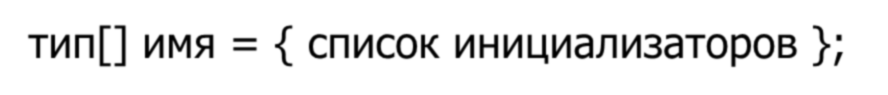 тип[] имя = { список инициализаторов };